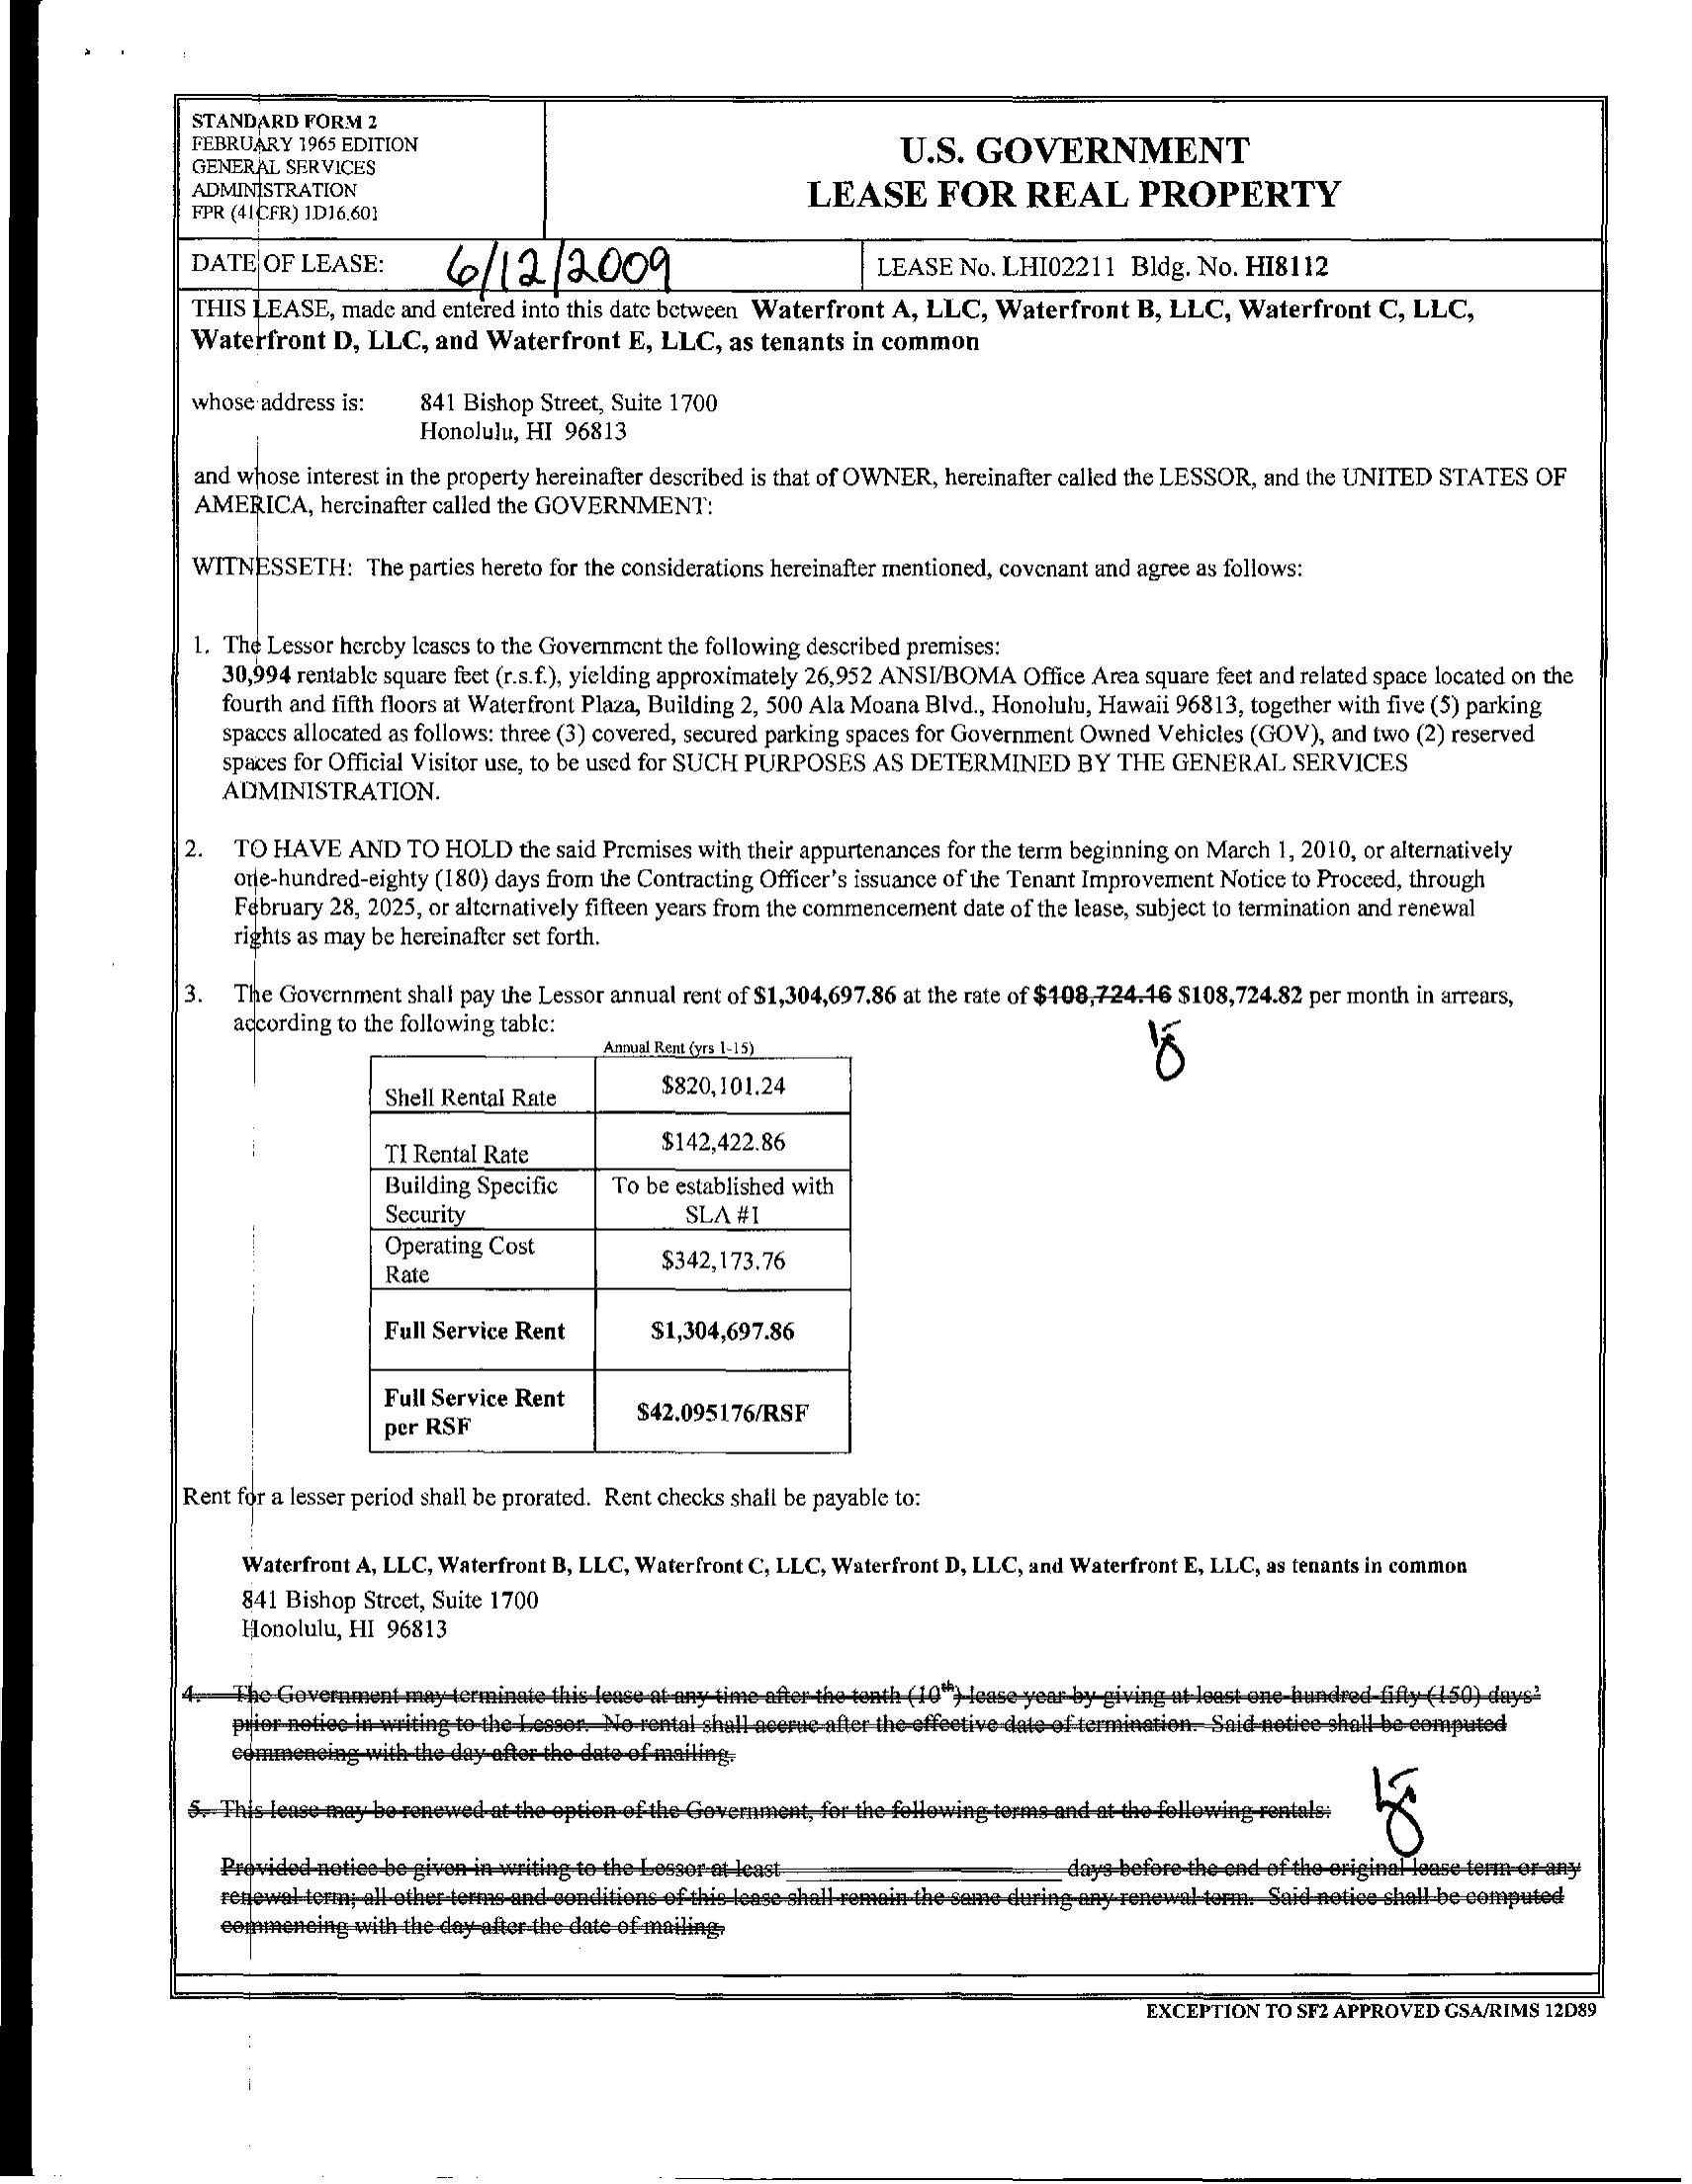 STANDARD FORM 2
FEBRUARY 1965 EDITION
GENERAL SERVICES
ADMINISTRATION
FPR (41CFR) 1D16.601
U.S. GOVERNMENT
LEASE FOR REAL PROPERTY
DATE OF LEASE: 6/12/2009
LEASE No. LHI02211 Bldg. No. HI8112
THIS LEASE, made and entered into this date between Waterfront A, LLC, Waterfront B, LLC, Waterfront C, LLC,
Waterfront D, LLC, and Waterfront E, LLC, as tenants in common
whose address is: 841 Bishop Street, Suite 1700
Honolulu, HI 96813
and whose interest in the property hereinafter described is that of OWNER, hereinafter called the LESSOR, and the UNITED STATES OF
AMERICA, hereinafter called the GOVERNMENT:
WITNESSETH: The parties hereto for the considerations hereinafter mentioned, covenant and agree as follows:
1. The Lessor hereby leases to the Government the following described premises:
30,994 rentable square feet (r.s.f.), yielding approximately 26,952 ANSI/BOMA Office Area square feet and related space located on the
fourth and fifth floors at Waterfront Plaza, Building 2, 500 Ala Moana Blvd., Honolulu, Hawaii 96813, together with five (5) parking
spaces allocated as follows: three (3) covered, secured parking spaces for Government Owned Vehicles (GOV), and two (2) reserved
spaces for Official Visitor use, to be used for SUCH PURPOSES AS DETERMINED BY THE GENERAL SERVICES
ADMINISTRATION.
2. TO HAVE AND TO HOLD the said Premises with their appurtenances for the term beginning on March 1, 2010, or alternatively
one-hundred-eighty (180) days from the Contracting Officer's issuance of the Tenant Improvement Notice to Proceed, through
February 28, 2025, or alternatively fifteen years from the commencement date of the lease, subject to termination and renewal
rights as may be hereinafter set forth.
3. The Government shall pay the Lessor annual rent of $1,304,697.86 at the rate of $108,724.16 $108,724.82 per month in arrears,
according to the following table:
Annual Rent (yrs 1-15)
Shell Rental Rate $820,101.24
TI Rental Rate $142,422.86
Building Specific To be established with
Security SLA #1
Operating Cost
Rate $342,173.76
Full Service Rent $1,304,697.86
Full Service Rent
per RSF $42.095176/RSF
Rent for a lesser period shall be prorated. Rent checks shall be payable to:
Waterfront A, LLC, Waterfront B, LLC, Waterfront C, LLC, Waterfront D, LLC, and Waterfront E, LLC, as tenants in common
841 Bishop Street, Suite 1700
Honolulu, HI 96813
4. The Government may terminate this lease at any time after the tenth (10th) lease year by giving at least one-hundred-fifty (150) days'
prior notice in writing to the Lessor. No rental shall accrue after the effective date of termination. Said notice shall be computed
commencing with the day after the date of mailing.
5. This lease may be renewed at the option of the Government, for the following terms and at the following rentals:
Provided notice be given in writing to the Lessor at least ____ days before the end of the original lease term or any
renewal term; all other terms and conditions of this lease shall remain the same during any renewal term. Said notice shall be computed
commencing with the day after the date of mailing.
EXCEPTION TO SF2 APPROVED GSA/RIMS 12D89